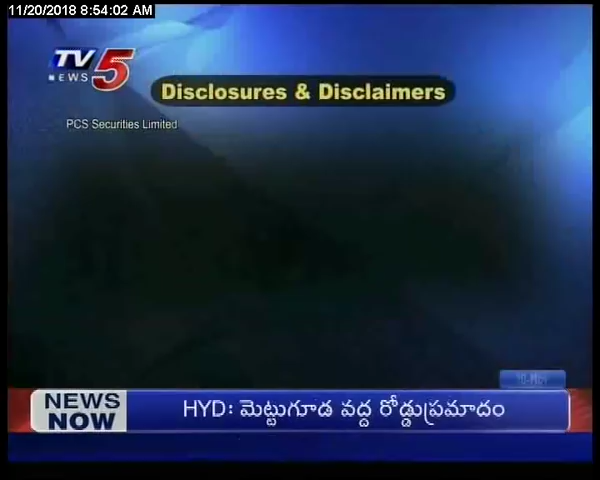 11/20/2018 8:54:02 AM
TV5
NEWS
Disclosures & Disclaimers
PCS Securities Limited
NEWS
NOW
HYD: మెట్టుగూడ వద్ద రోడ్డుప్రమాదం